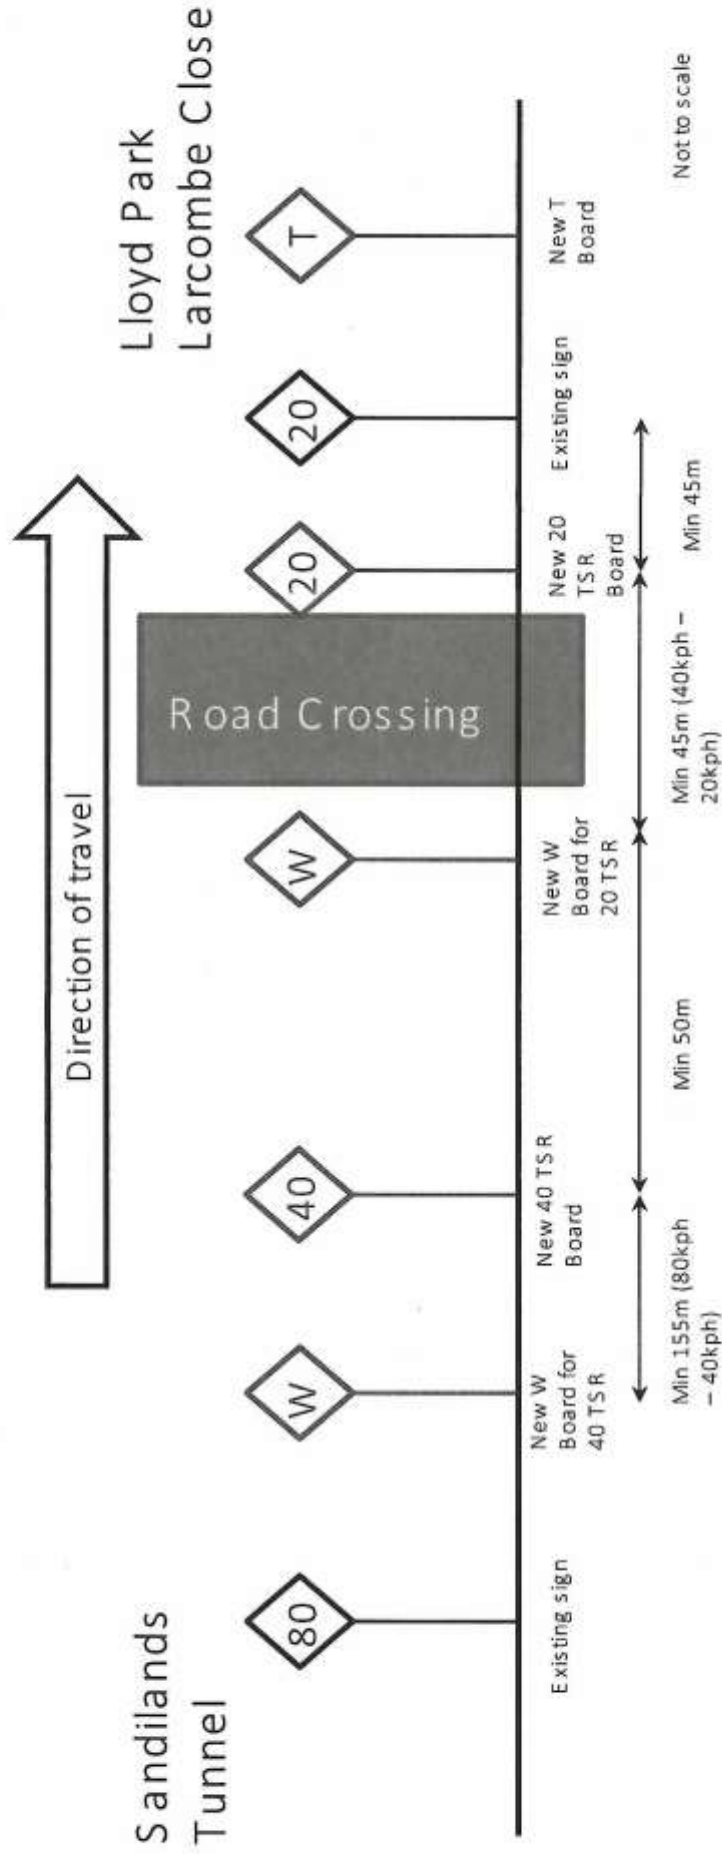 Direction of travel
Sandilands
Tunnel
Lloyd Park
Larcombe Close
80
W
40
W
Road Crossing
20
20
T
Existing sign
New W
Board for
40 TSR
New 40 TSR
Board
New W
Board for
20 TSR
New 20
TSR
Board
Existing sign
New T
Board
Min 155m (80kph
– 40kph)
Min 50m
Min 45m (40kph –
20kph)
Min 45m
Not to scale